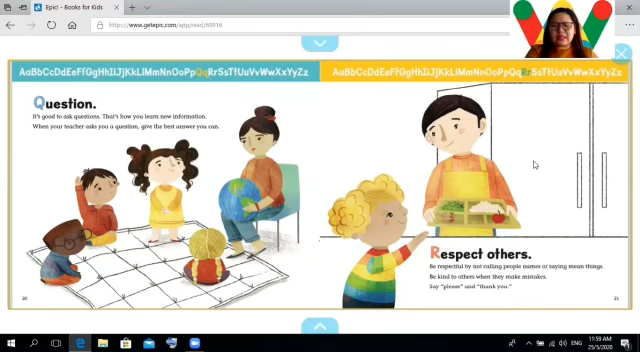 Epic! - Books for Kids
https://www.getepic.com/app/read/68916
AaBbCcDdEeFfGgHhIiJjKkLlMmNnOoPpQqRrSsTtUuVvWwXxYyZz
Question.
It's good to ask questions. That's how you learn new information.
When your teacher asks you a question, give the best answer you can.
20
AaBbCcDdEeFfGgHhIiJjKkLlMmNnOoPpQqRrSsTtUuVvWwXxYyZz
Respect others.
Be respectful by not calling people names or saying mean things.
Be kind to others when they make mistakes.
Say "please" and "thank you."
21
ENG
11:59 AM
25/5/2020